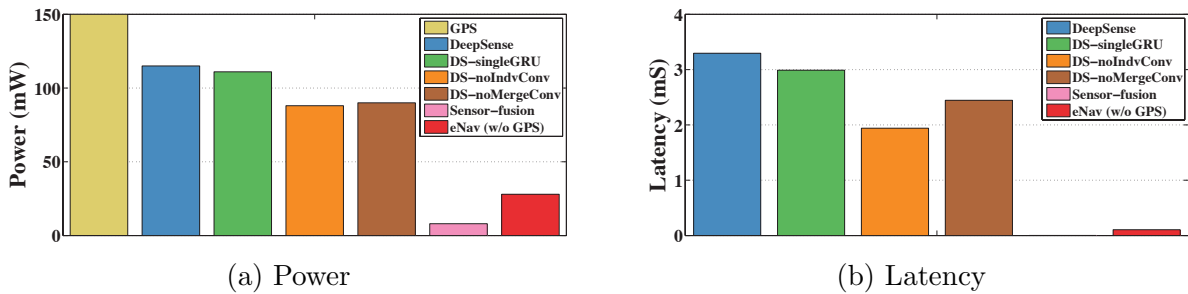 150
100
50
0
Power (mW)
GPS
DeepSense
DS-singleGRU
DS-noIndvConv
DS-noMergeConv
Sensor-fusion
eNav (w/o GPS)
(a) Power
4
3
2
1
0
Latency (mS)
DeepSense
DS-singleGRU
DS-noIndvConv
DS-noMergeConv
Sensor-fusion
eNav (w/o GPS)
(b) Latency